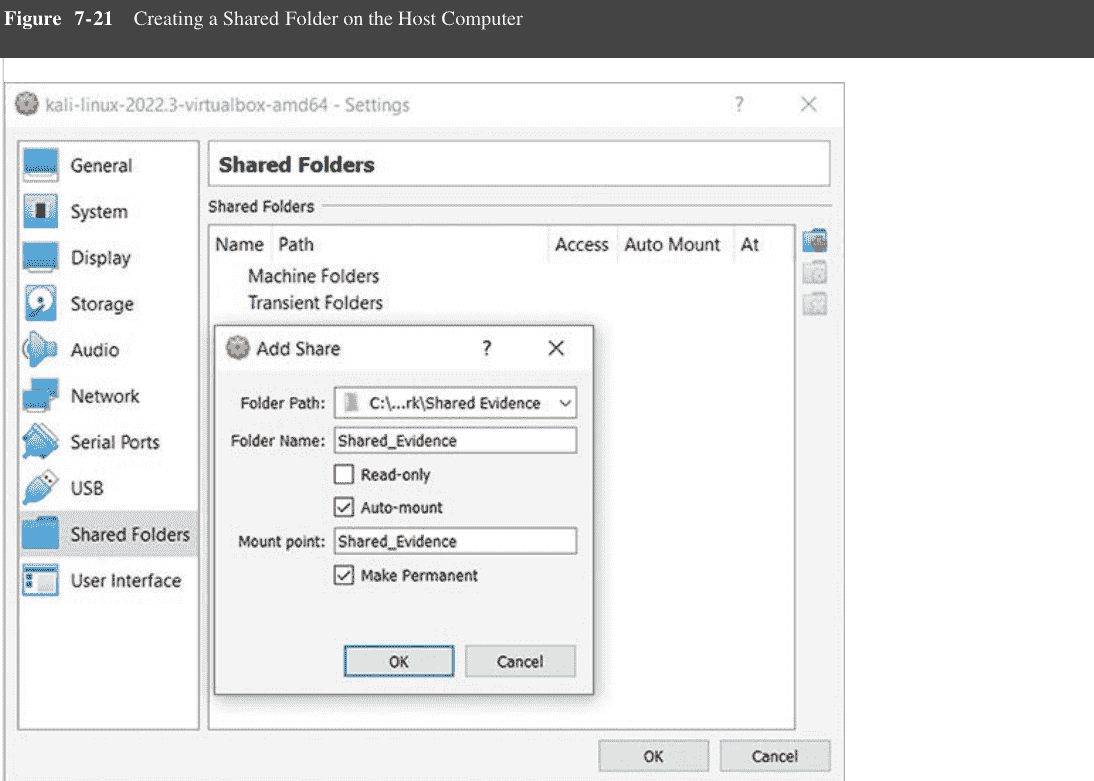 Figure 7-21 Creating a Shared Folder on the Host Computer
kali-linux-2022.3-virtualbox-amd64 - Settings ?
General
System
Display
Storage
Audio
Network
Serial Ports
USB
Shared Folders
User Interface
Shared Folders
Shared Folders
Name Path Access Auto Mount At
Machine Folders
Transient Folders
Add Share ?
Folder Path: C:\...rk\Shared Evidence
Folder Name: Shared_Evidence
Read-only
Auto-mount
Mount point: Shared_Evidence
Make Permanent
OK Cancel
OK Cancel